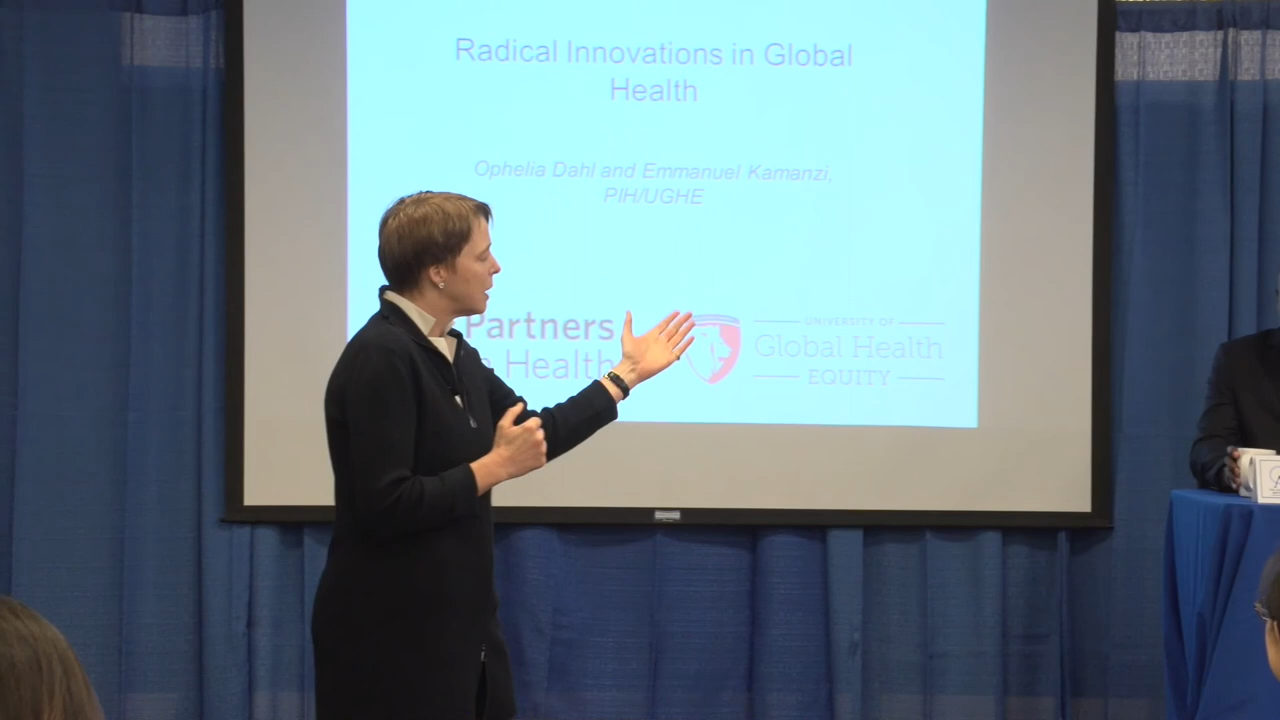 Radical Innovations in Global
Health
Ophelia Dahl and Emmanuel Kamanzi,
PIH/UGHE
Partners
Health
UNIVERSITY OF
Global Health
EQUITY